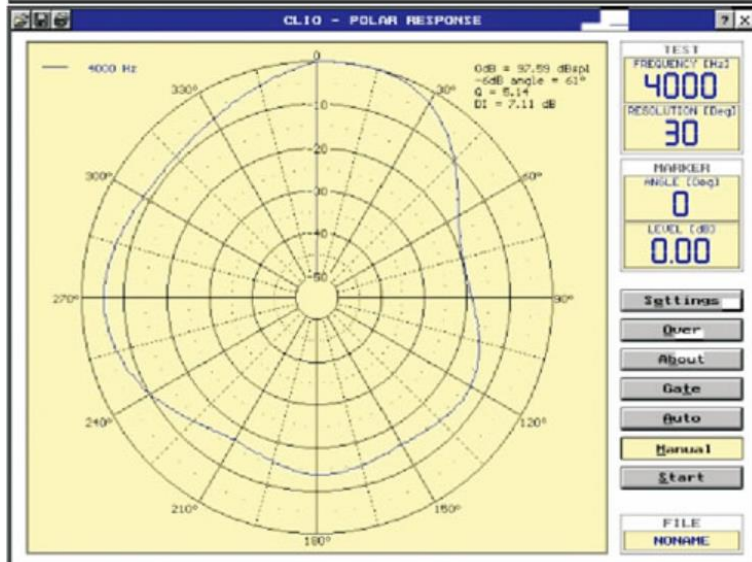 CLIO - POLAR RESPONSE
? X
4000 Hz
0dB = 97.59 dBspl
-6dB angle = 61°
Q = 5.14
DI = 7.11 dB
0
-10
-20
-30
-40
-50
30°
60°
90°
120°
150°
180°
210°
240°
270°
300°
330°
TEST
FREQUENCY [Hz]
4000
RESOLUTION [Deg]
30
MARKER
ANGLE [Deg]
0
LEVEL [dB]
0.00
Settings
Over
About
Gate
Auto
Manual
Start
FILE
NONAME